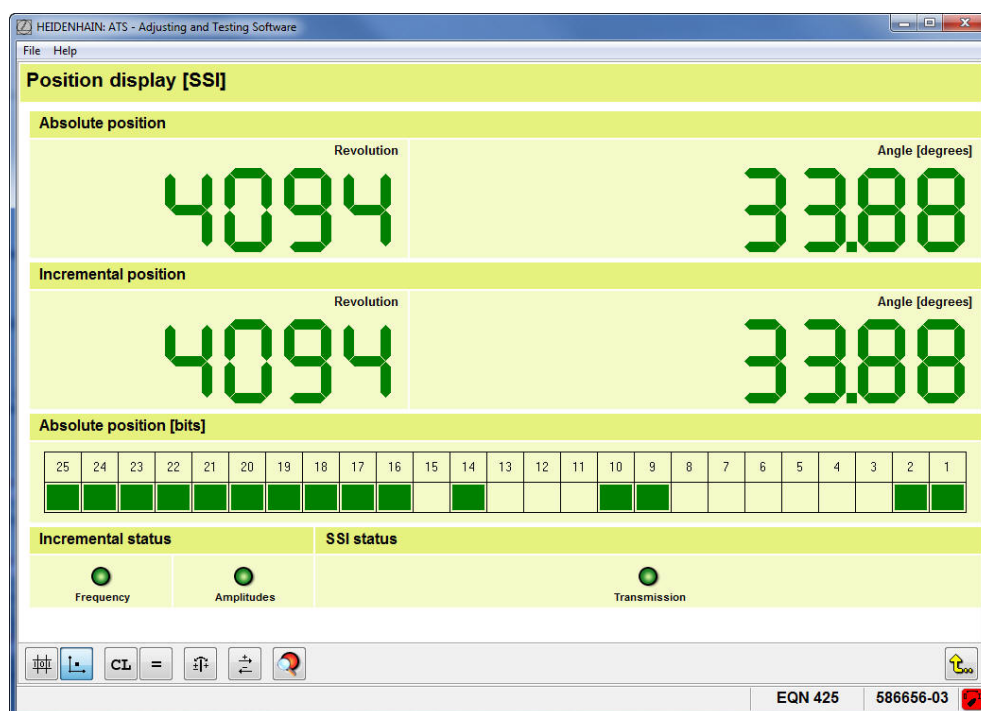 HEIDENHAIN: ATS - Adjusting and Testing Software
File Help
Position display [SSI]
Absolute position
Revolution Angle [degrees]
4094 33.88
Incremental position
Revolution Angle [degrees]
4094 33.88
Absolute position [bits]
25 24 23 22 21 20 19 18 17 16 15 14 13 12 11 10 9 8 7 6 5 4 3 2 1
Incremental status SSI status
Frequency Amplitudes Transmission
CL =
EQN 425 586656-03